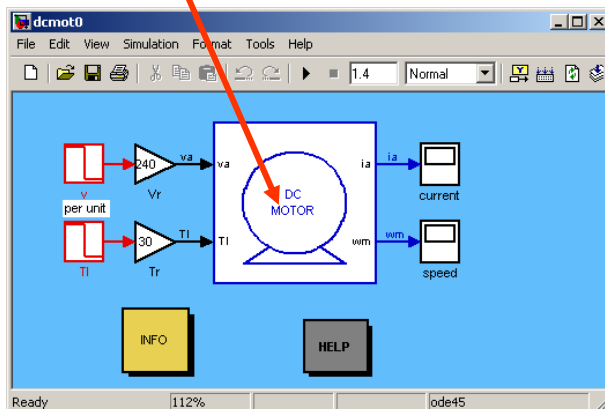 dcmot0
File Edit View Simulation Format Tools Help
1.4 Normal
240 va va ia ia
v Vr current
per unit
DC
MOTOR
30 Tl Tl wm wm
Tl Tr speed
INFO
HELP
Ready 112% ode45